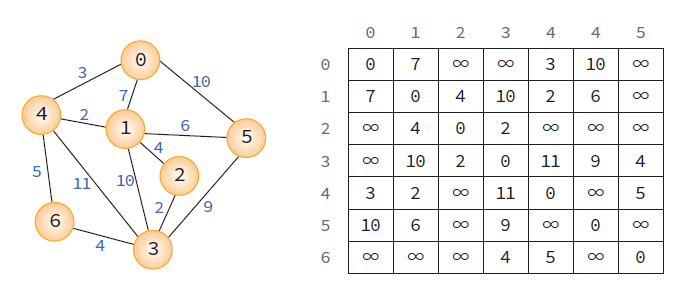 0
3
10
7
4
2
1
6
5
4
5
11
10
2
2
9
6
4
3
0 1 2 3 4 4 5
0 0 7 ∞ ∞ 3 10 ∞
1 7 0 4 10 2 6 ∞
2 ∞ 4 0 2 ∞ ∞ ∞
3 ∞ 10 2 0 11 9 4
4 3 2 ∞ 11 0 ∞ 5
5 10 6 ∞ 9 ∞ 0 ∞
6 ∞ ∞ ∞ 4 5 ∞ 0